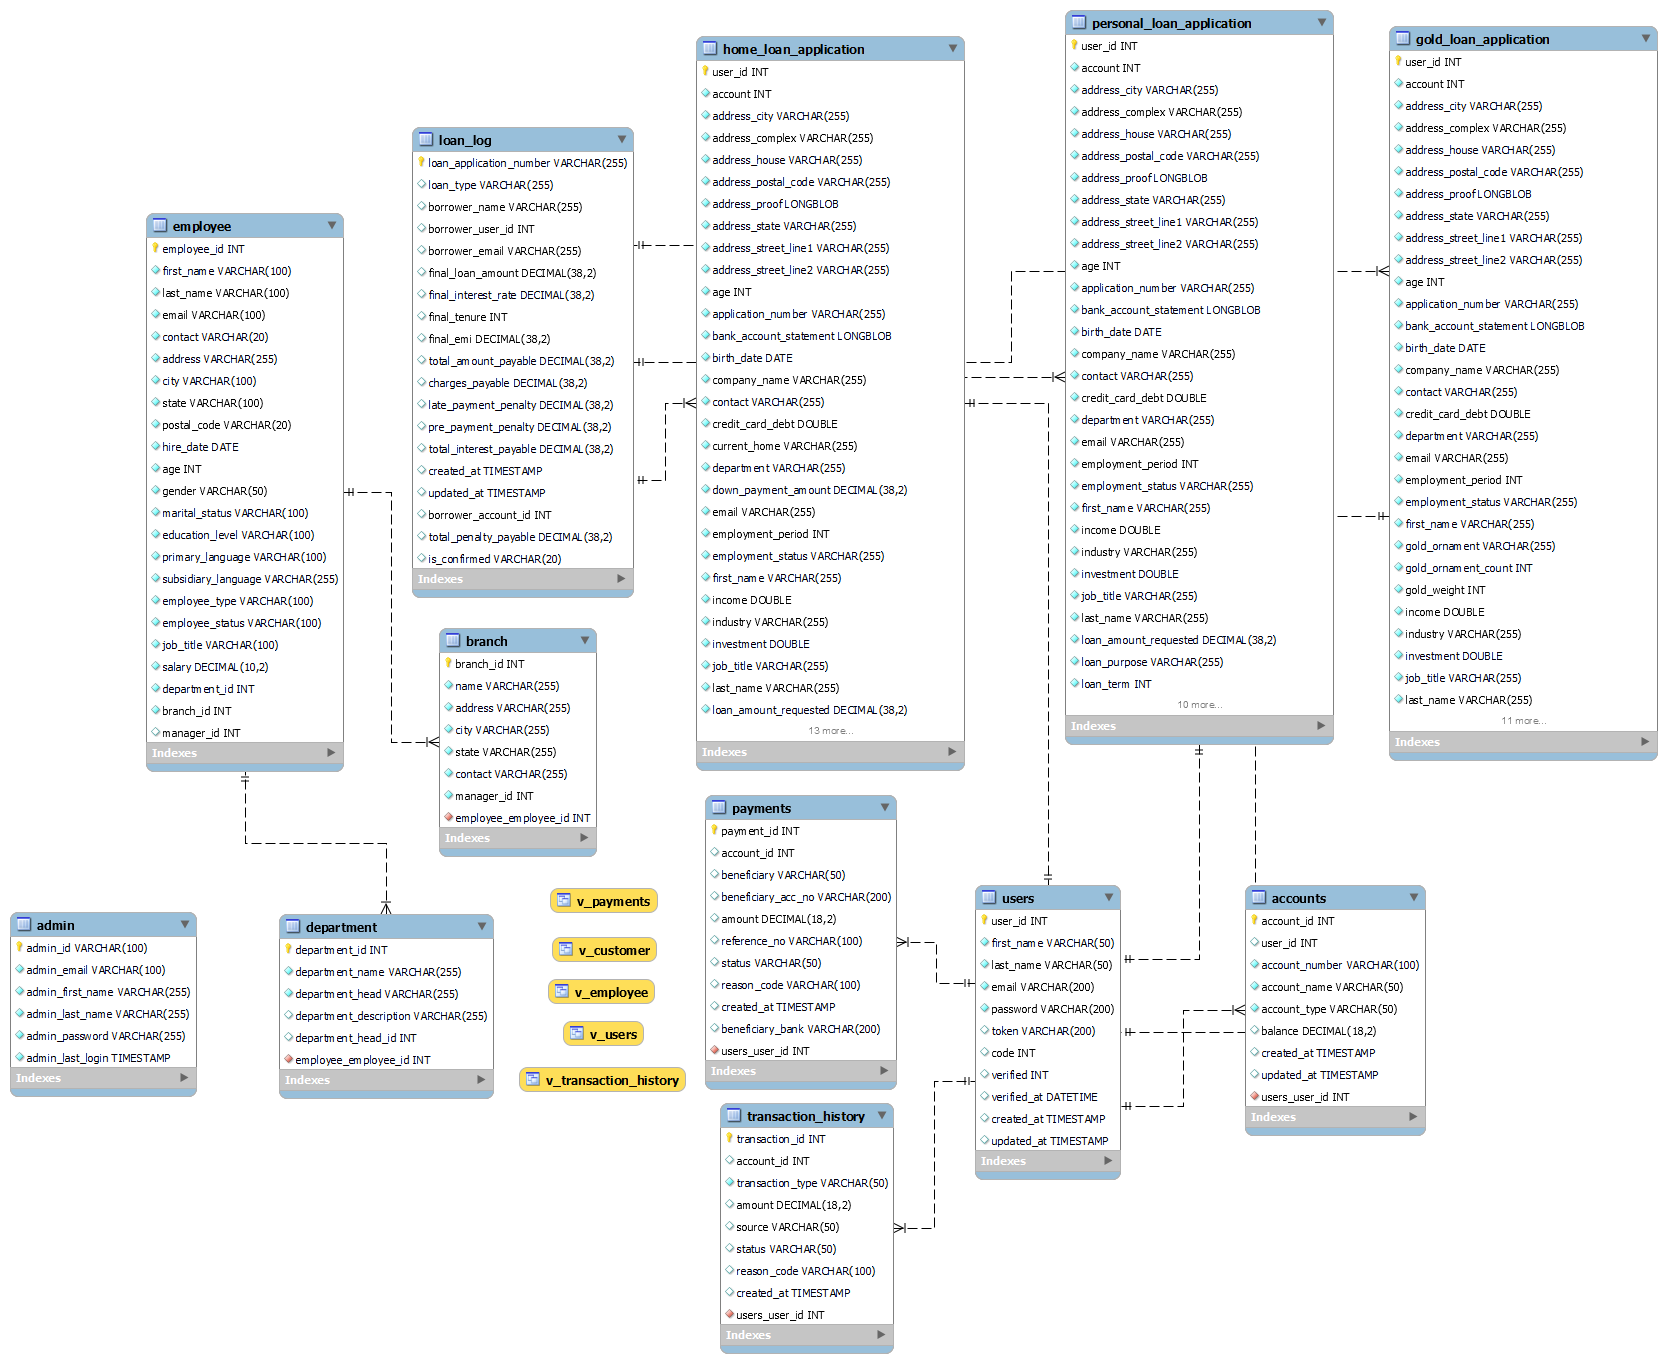 employee
employee_id INT
first_name VARCHAR(100)
last_name VARCHAR(100)
email VARCHAR(100)
contact VARCHAR(20)
address VARCHAR(255)
city VARCHAR(100)
state VARCHAR(100)
postal_code VARCHAR(20)
hire_date DATE
age INT
gender VARCHAR(50)
marital_status VARCHAR(100)
education_level VARCHAR(100)
primary_language VARCHAR(100)
subsidiary_language VARCHAR(255)
employee_type VARCHAR(100)
employee_status VARCHAR(100)
job_title VARCHAR(100)
salary DECIMAL(10,2)
department_id INT
branch_id INT
manager_id INT
Indexes
loan_log
loan_application_number VARCHAR(255)
loan_type VARCHAR(255)
borrower_name VARCHAR(255)
borrower_user_id INT
borrower_email VARCHAR(255)
final_loan_amount DECIMAL(38,2)
final_interest_rate DECIMAL(38,2)
final_tenure INT
final_emi DECIMAL(38,2)
total_amount_payable DECIMAL(38,2)
charges_payable DECIMAL(38,2)
late_payment_penalty DECIMAL(38,2)
pre_payment_penalty DECIMAL(38,2)
total_interest_payable DECIMAL(38,2)
created_at TIMESTAMP
updated_at TIMESTAMP
borrower_account_id INT
total_penalty_payable DECIMAL(38,2)
is_confirmed VARCHAR(20)
Indexes
home_loan_application
user_id INT
account INT
address_city VARCHAR(255)
address_complex VARCHAR(255)
address_house VARCHAR(255)
address_postal_code VARCHAR(255)
address_proof LONGBLOB
address_state VARCHAR(255)
address_street_line1 VARCHAR(255)
address_street_line2 VARCHAR(255)
age INT
application_number VARCHAR(255)
bank_account_statement LONGBLOB
birth_date DATE
company_name VARCHAR(255)
contact VARCHAR(255)
credit_card_debt DOUBLE
current_home VARCHAR(255)
department VARCHAR(255)
down_payment_amount DECIMAL(38,2)
email VARCHAR(255)
employment_period INT
employment_status VARCHAR(255)
first_name VARCHAR(255)
income DOUBLE
industry VARCHAR(255)
investment DOUBLE
job_title VARCHAR(255)
last_name VARCHAR(255)
loan_amount_requested DECIMAL(38,2)
13 more...
Indexes
personal_loan_application
user_id INT
account INT
address_city VARCHAR(255)
address_complex VARCHAR(255)
address_house VARCHAR(255)
address_postal_code VARCHAR(255)
address_proof LONGBLOB
address_state VARCHAR(255)
address_street_line1 VARCHAR(255)
address_street_line2 VARCHAR(255)
age INT
application_number VARCHAR(255)
bank_account_statement LONGBLOB
birth_date DATE
company_name VARCHAR(255)
contact VARCHAR(255)
credit_card_debt DOUBLE
department VARCHAR(255)
email VARCHAR(255)
employment_period INT
employment_status VARCHAR(255)
first_name VARCHAR(255)
income DOUBLE
industry VARCHAR(255)
investment DOUBLE
job_title VARCHAR(255)
last_name VARCHAR(255)
loan_amount_requested DECIMAL(38,2)
loan_purpose VARCHAR(255)
loan_term INT
10 more...
Indexes
gold_loan_application
user_id INT
account INT
address_city VARCHAR(255)
address_complex VARCHAR(255)
address_house VARCHAR(255)
address_postal_code VARCHAR(255)
address_proof LONGBLOB
address_state VARCHAR(255)
address_street_line1 VARCHAR(255)
address_street_line2 VARCHAR(255)
age INT
application_number VARCHAR(255)
bank_account_statement LONGBLOB
birth_date DATE
company_name VARCHAR(255)
contact VARCHAR(255)
credit_card_debt DOUBLE
department VARCHAR(255)
email VARCHAR(255)
employment_period INT
employment_status VARCHAR(255)
first_name VARCHAR(255)
gold_ornament VARCHAR(255)
gold_ornament_count INT
gold_weight INT
income DOUBLE
industry VARCHAR(255)
investment DOUBLE
job_title VARCHAR(255)
last_name VARCHAR(255)
11 more...
Indexes
branch
branch_id INT
name VARCHAR(255)
address VARCHAR(255)
city VARCHAR(255)
state VARCHAR(255)
contact VARCHAR(255)
manager_id INT
employee_employee_id INT
Indexes
admin
admin_id VARCHAR(100)
admin_email VARCHAR(100)
admin_first_name VARCHAR(255)
admin_last_name VARCHAR(255)
admin_password VARCHAR(255)
admin_last_login TIMESTAMP
Indexes
department
department_id INT
department_name VARCHAR(255)
department_head VARCHAR(255)
department_description VARCHAR(255)
department_head_id INT
employee_employee_id INT
Indexes
v_payments
v_customer
v_employee
v_users
v_transaction_history
payments
payment_id INT
account_id INT
beneficiary VARCHAR(50)
beneficiary_acc_no VARCHAR(200)
amount DECIMAL(18,2)
reference_no VARCHAR(100)
status VARCHAR(50)
reason_code VARCHAR(100)
created_at TIMESTAMP
beneficiary_bank VARCHAR(200)
users_user_id INT
Indexes
transaction_history
transaction_id INT
account_id INT
transaction_type VARCHAR(50)
amount DECIMAL(18,2)
source VARCHAR(50)
status VARCHAR(50)
reason_code VARCHAR(100)
created_at TIMESTAMP
users_user_id INT
Indexes
users
user_id INT
first_name VARCHAR(50)
last_name VARCHAR(50)
email VARCHAR(200)
password VARCHAR(200)
token VARCHAR(200)
code INT
verified INT
verified_at DATETIME
created_at TIMESTAMP
updated_at TIMESTAMP
Indexes
accounts
account_id INT
user_id INT
account_number VARCHAR(100)
account_name VARCHAR(50)
account_type VARCHAR(50)
balance DECIMAL(18,2)
created_at TIMESTAMP
updated_at TIMESTAMP
users_user_id INT
Indexes